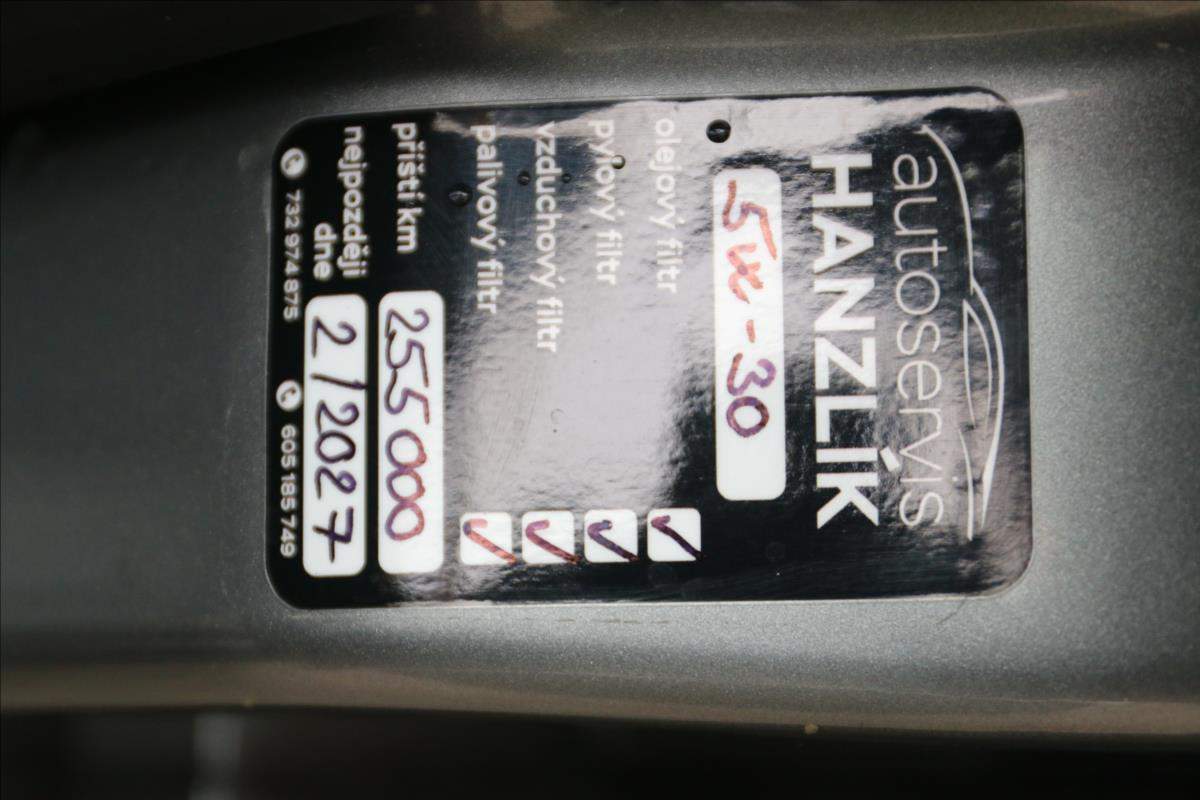 autoservis
HANZLÍK
5W-30
olejový filtr
pylový filtr
vzduchový filtr
palivový filtr
příští km 255 000
nejpozději
dne 2/2027
732 974 875 605 185 749